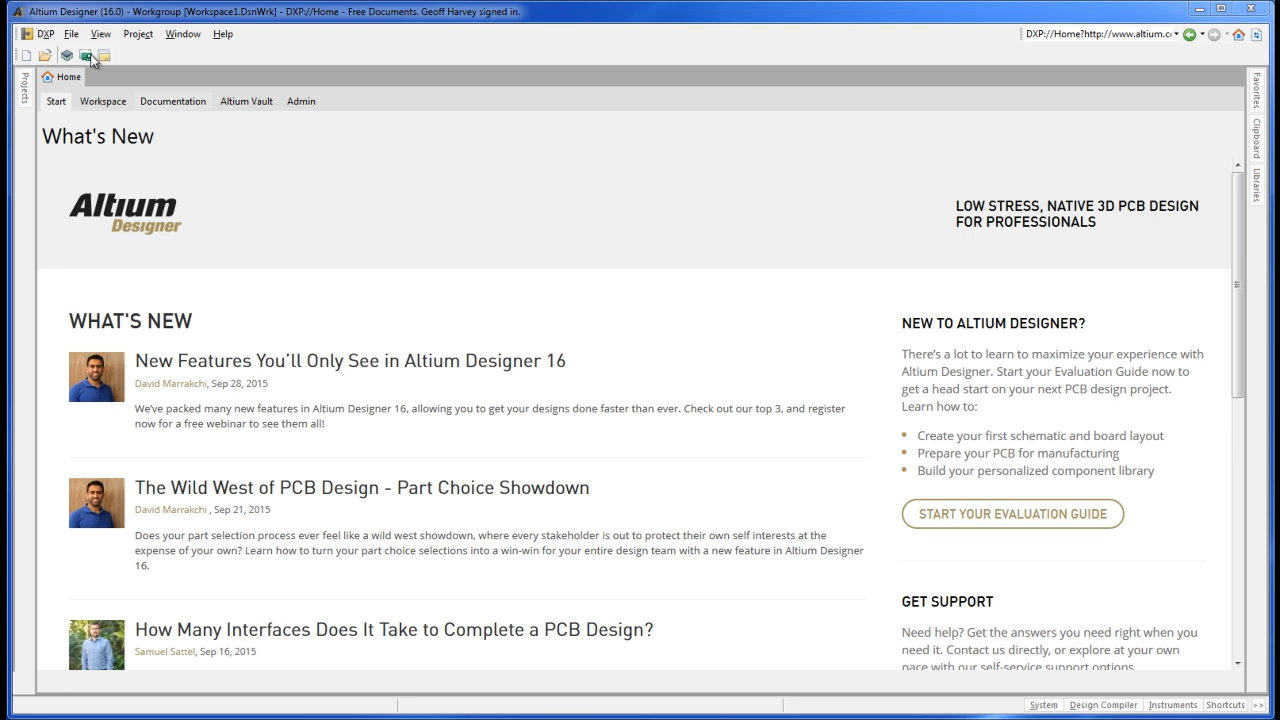 Altium Designer (16.0) - Workgroup [Workspace1.DsnWrk] - DXP://Home - Free Documents. Geoff Harvey signed in.
DXP File View Project Window Help
DXP://Home?http://www.altium.c
Projects
Home
Start Workspace Documentation Altium Vault Admin
What's New
Altium
Designer
LOW STRESS, NATIVE 3D PCB DESIGN
FOR PROFESSIONALS
WHAT'S NEW
New Features You'll Only See in Altium Designer 16
David Marrakchi, Sep 28, 2015
We've packed many new features in Altium Designer 16, allowing you to get your designs done faster than ever. Check out our top 3, and register
now for a free webinar to see them all!
The Wild West of PCB Design - Part Choice Showdown
David Marrakchi , Sep 21, 2015
Does your part selection process ever feel like a wild west showdown, where every stakeholder is out to protect their own self interests at the
expense of your own? Learn how to turn your part choice selections into a win-win for your entire design team with a new feature in Altium Designer
16.
How Many Interfaces Does It Take to Complete a PCB Design?
Samuel Sattel, Sep 16, 2015
NEW TO ALTIUM DESIGNER?
There's a lot to learn to maximize your experience with
Altium Designer. Start your Evaluation Guide now to
get a head start on your next PCB design project.
Learn how to:
Create your first schematic and board layout
Prepare your PCB for manufacturing
Build your personalized component library
START YOUR EVALUATION GUIDE
GET SUPPORT
Need help? Get the answers you need right when you
need it. Contact us directly, or explore at your own
pace with our self-service support options.
Favorites
Clipboard
Libraries
System Design Compiler Instruments Shortcuts >>